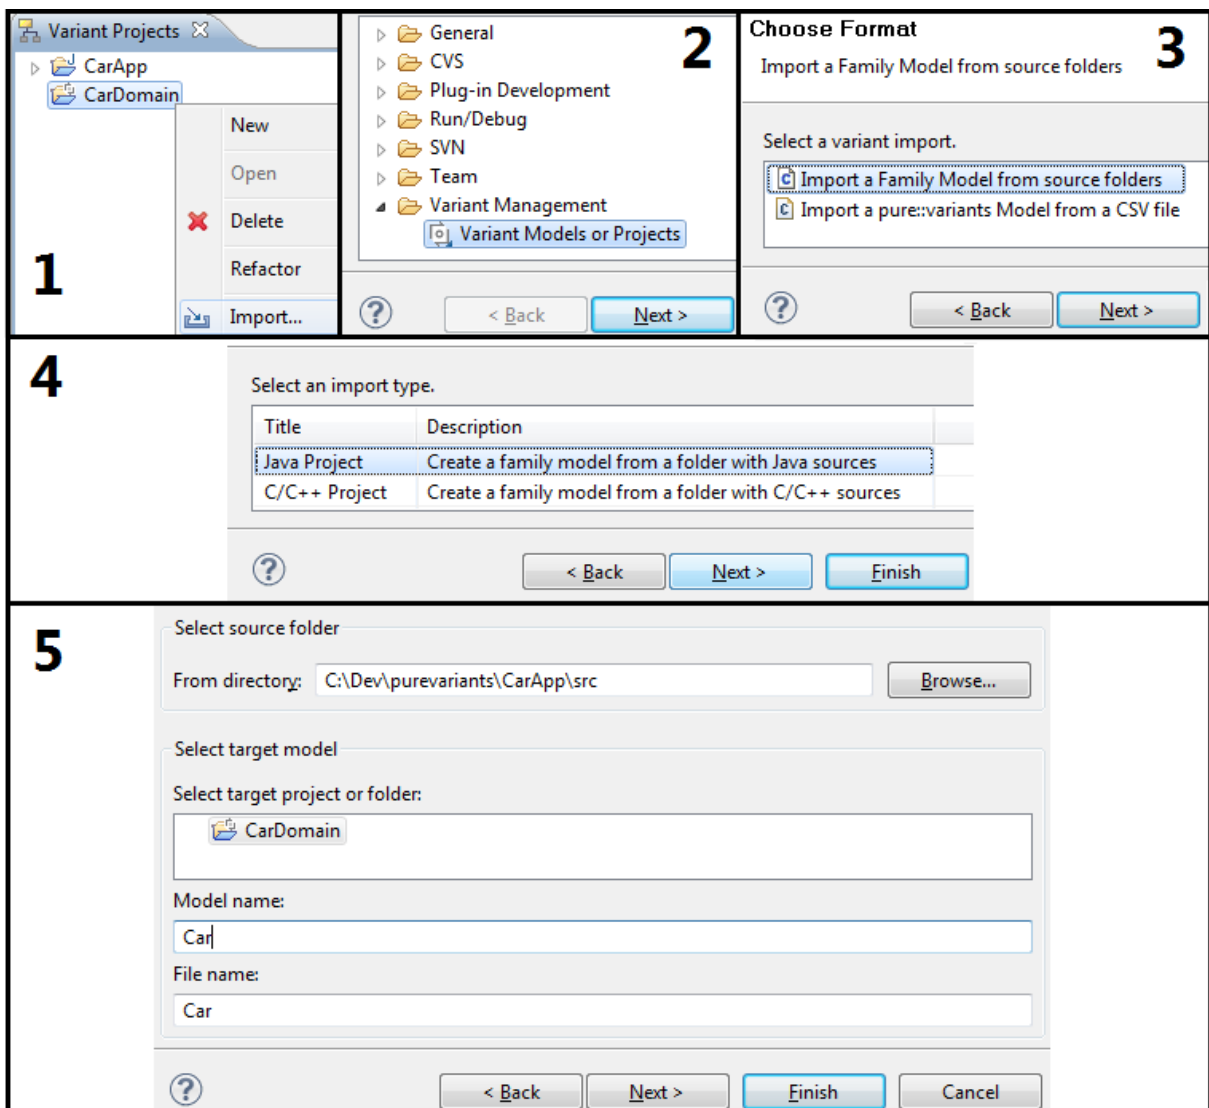 Variant Projects
CarApp
CarDomain
New
Open
Delete
Refactor
Import...
1
General
CVS
Plug-in Development
Run/Debug
SVN
Team
Variant Management
Variant Models or Projects
2
? < Back Next >
Choose Format
Import a Family Model from source folders
3
Select a variant import.
Import a Family Model from source folders
Import a pure::variants Model from a CSV file
? < Back Next >
4
Select an import type.
Title Description
Java Project Create a family model from a folder with Java sources
C/C++ Project Create a family model from a folder with C/C++ sources
? < Back Next > Finish
5
Select source folder
From directory: C:\Dev\purevariants\CarApp\src Browse...
Select target model
Select target project or folder:
CarDomain
Model name:
Car
File name:
Car
? < Back Next > Finish Cancel